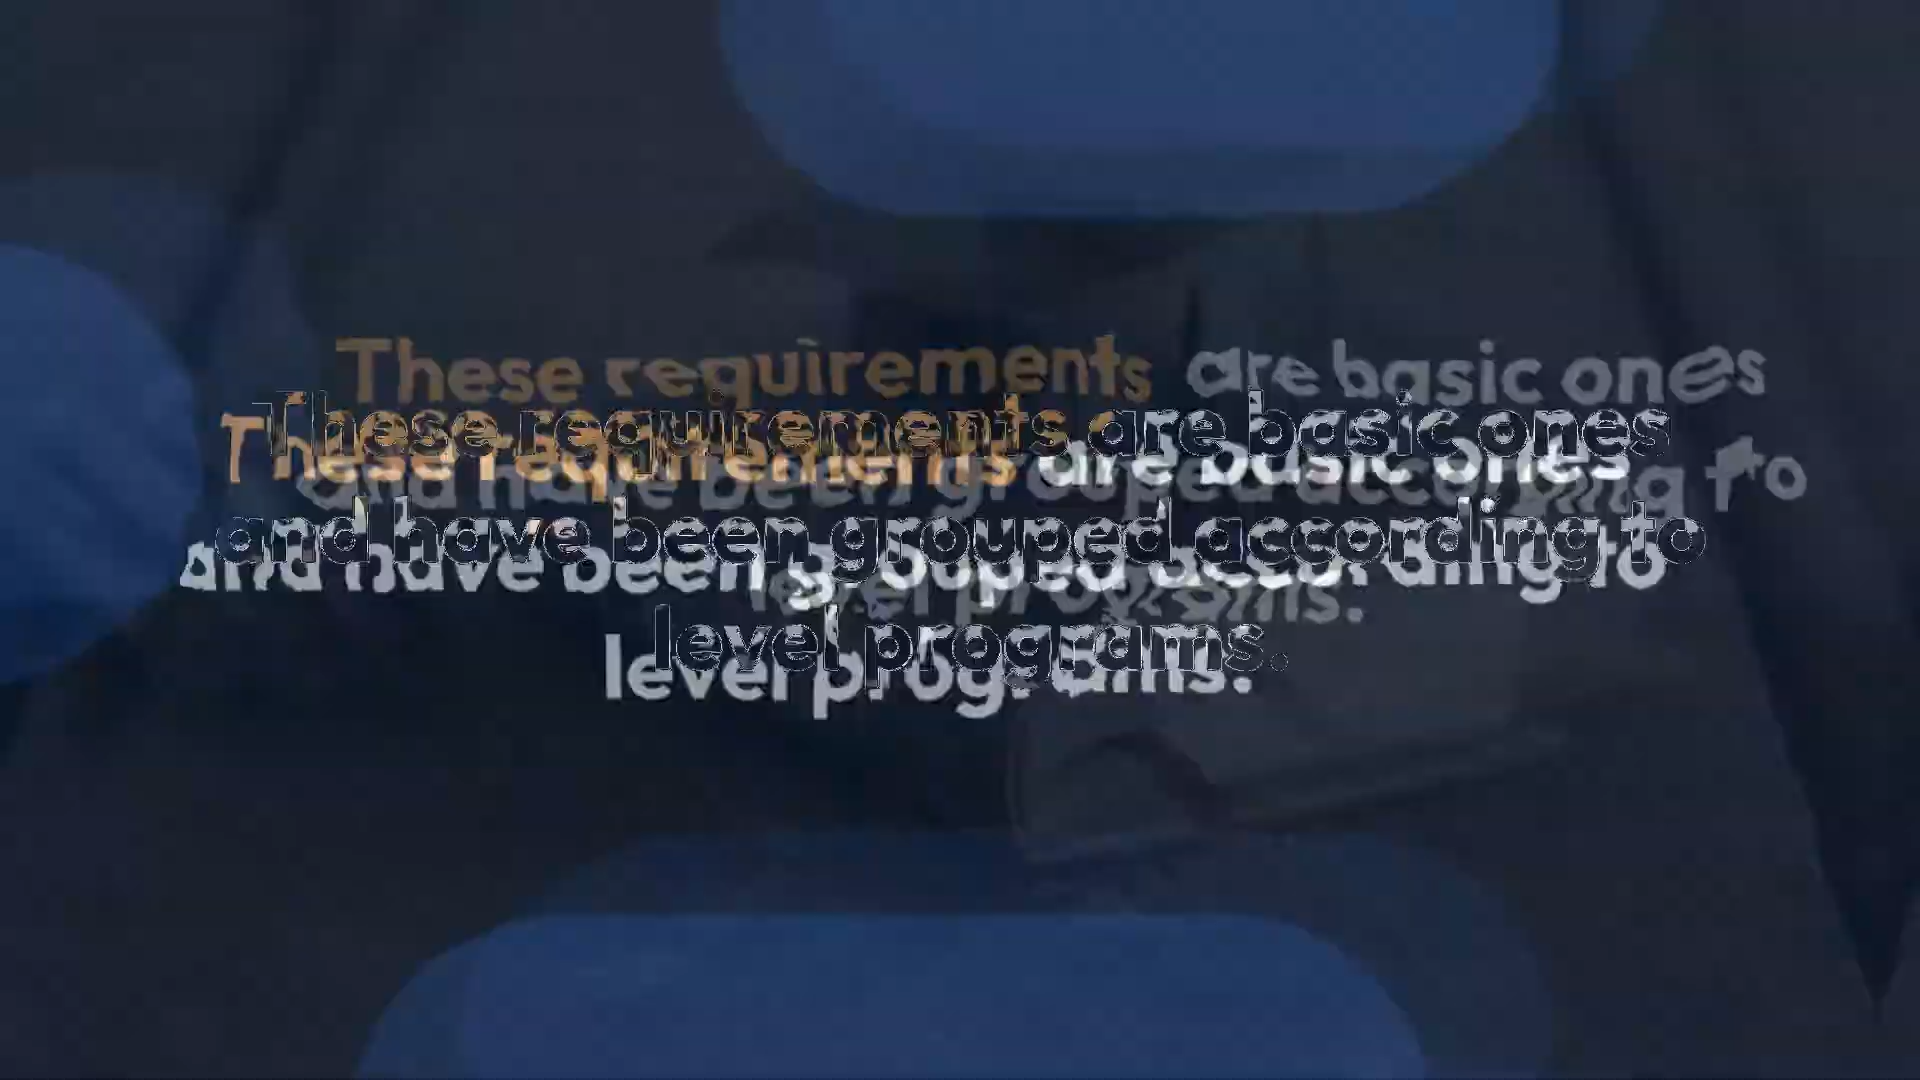 These requirements are basic ones
and have been grouped according to
level programs.